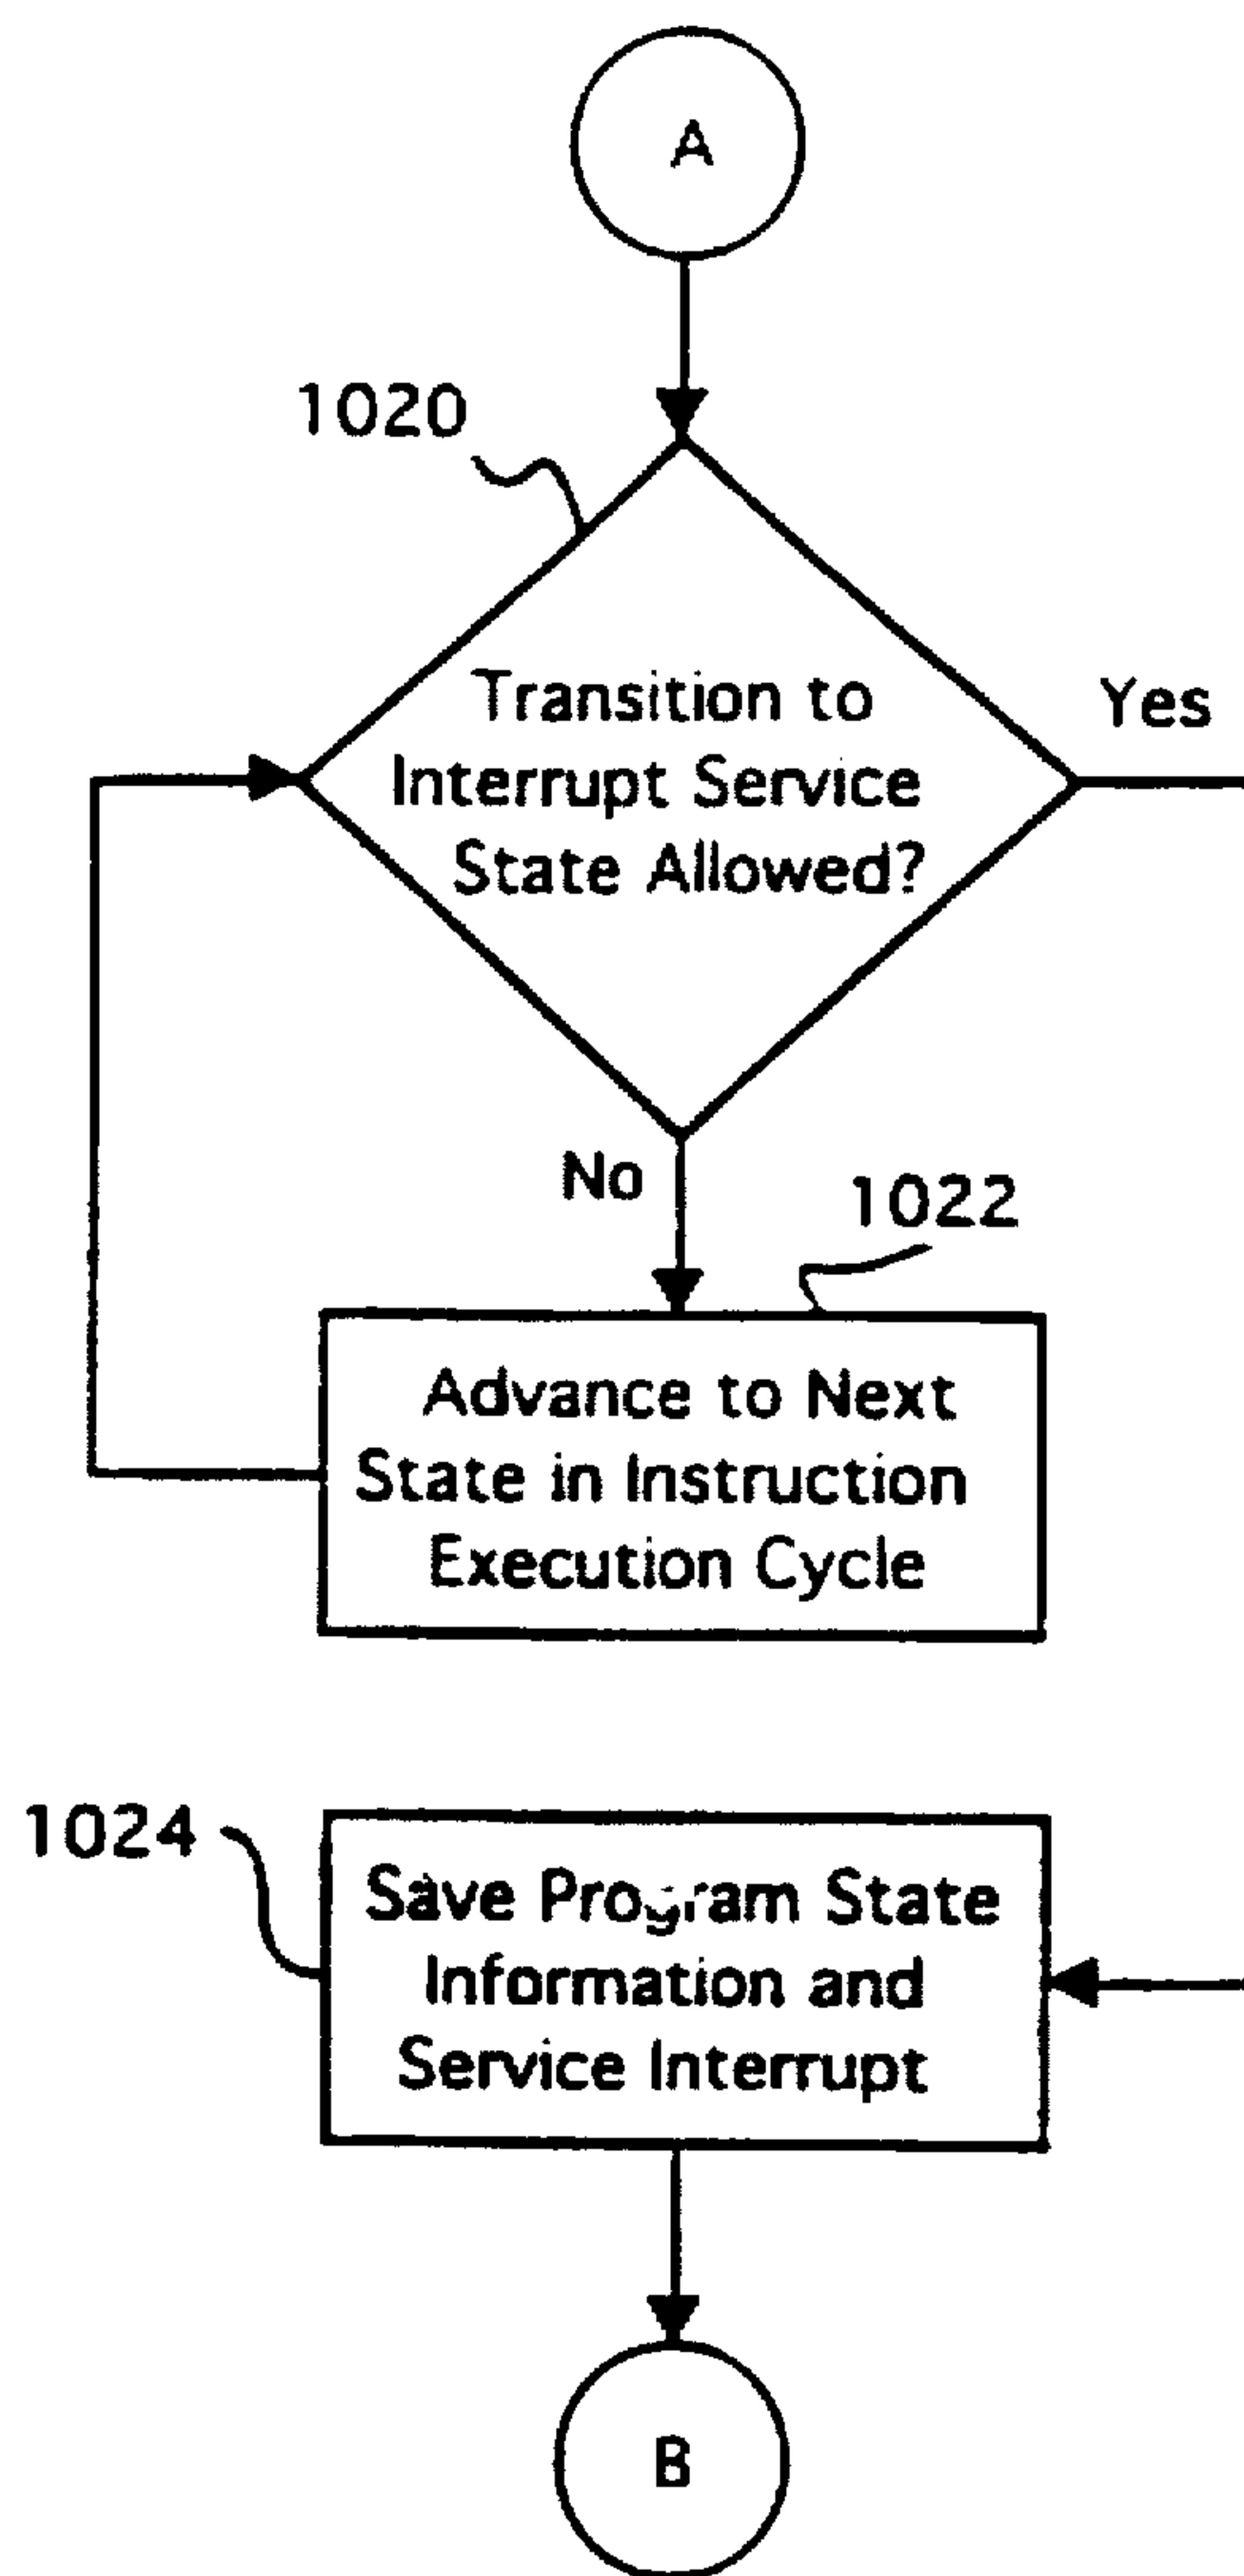 A
1020
Transition to
Interrupt Service
State Allowed?
Yes
No
1022
Advance to Next
State in Instruction
Execution Cycle
1024
Save Program State
Information and
Service Interrupt
B